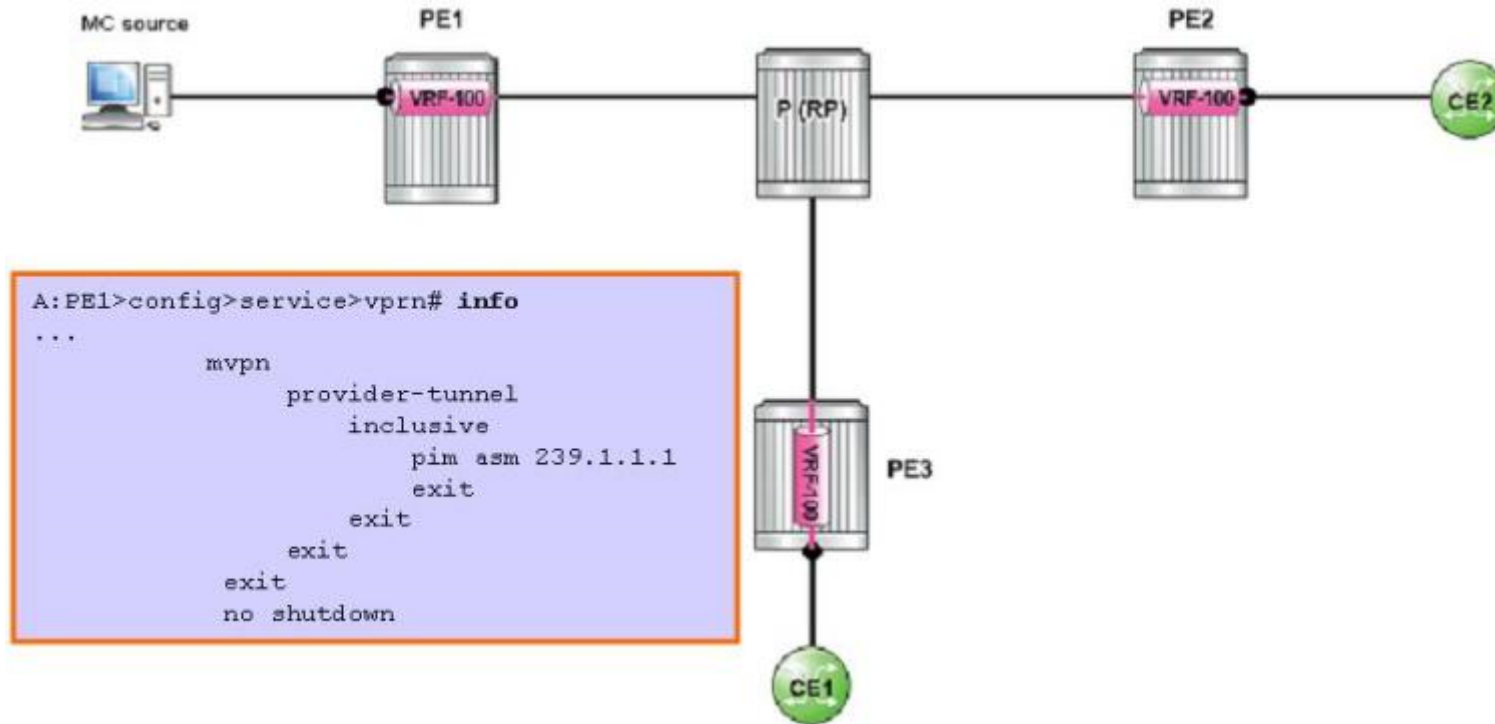 MC source
PE1
PE2
VRF-100
P (RP)
VRF-100
CE2
A:PE1>config>service>vprn# info
...
mvpn
provider-tunnel
inclusive
pim asm 239.1.1.1
exit
exit
exit
exit
no shutdown
VRF-100
PE3
CE1